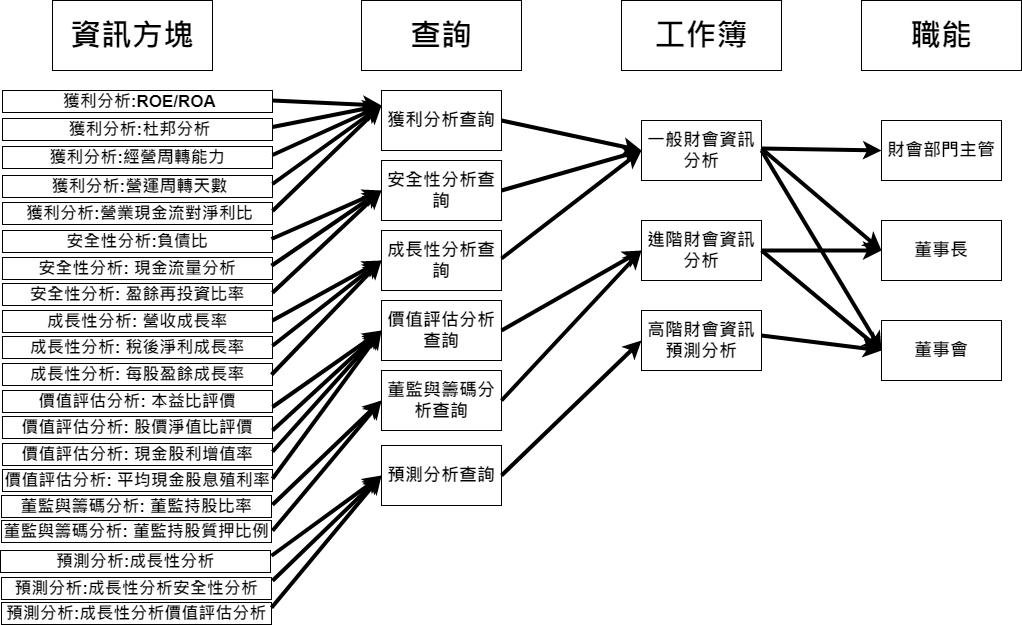 資訊方塊
查詢
工作簿
職能
獲利分析:ROE/ROA
獲利分析:杜邦分析
獲利分析:經營周轉能力
獲利分析:營運周轉天數
獲利分析:營業現金流對淨利比
安全性分析:負債比
安全性分析: 現金流量分析
安全性分析: 盈餘再投資比率
成長性分析: 營收成長率
成長性分析: 稅後淨利成長率
成長性分析: 每股盈餘成長率
價值評估分析: 本益比評價
價值評估分析: 股價淨值比評價
價值評估分析: 現金股利增值率
價值評估分析: 平均現金股息殖利率
董監與籌碼分析: 董監持股比率
董監與籌碼分析: 董監持股質押比例
預測分析:成長性分析
預測分析:成長性分析安全性分析
預測分析:成長性分析價值評估分析
獲利分析查詢
安全性分析查
詢
成長性分析查
詢
價值評估分析
查詢
董監與籌碼分
析查詢
預測分析查詢
一般財會資訊
分析
進階財會資訊
分析
高階財會資訊
預測分析
財會部門主管
董事長
董事會